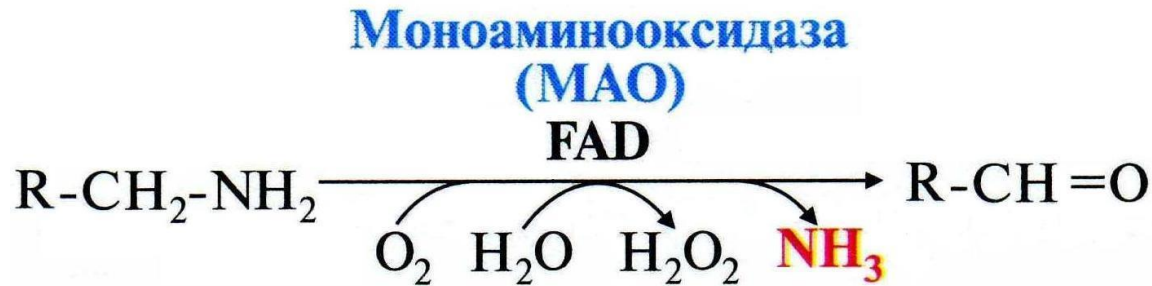 Моноаминооксидаза
(МАО)
FAD
R-CH₂-NH₂ R-CH=O
O₂ H₂O H₂O₂ NH₃